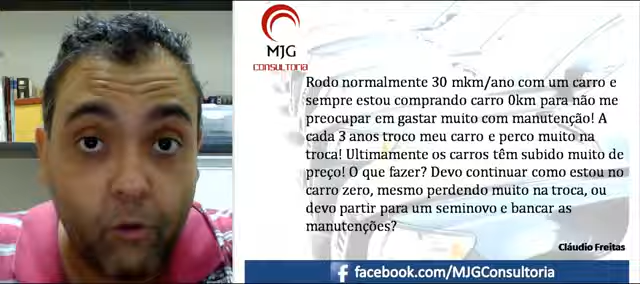 MJG
CONSULTORIA
Rodo normalmente 30 mkm/ano com um carro e
sempre estou comprando carro 0km para não me
preocupar em gastar muito com manutenção! A
cada 3 anos troco meu carro e perco muito na
troca! Ultimamente os carros têm subido muito de
preço! O que fazer? Devo continuar como estou no
carro zero, mesmo perdendo muito na troca, ou
devo partir para um seminovo e bancar as
manutenções?
Cláudio Freitas
f facebook.com/MJGConsultoria